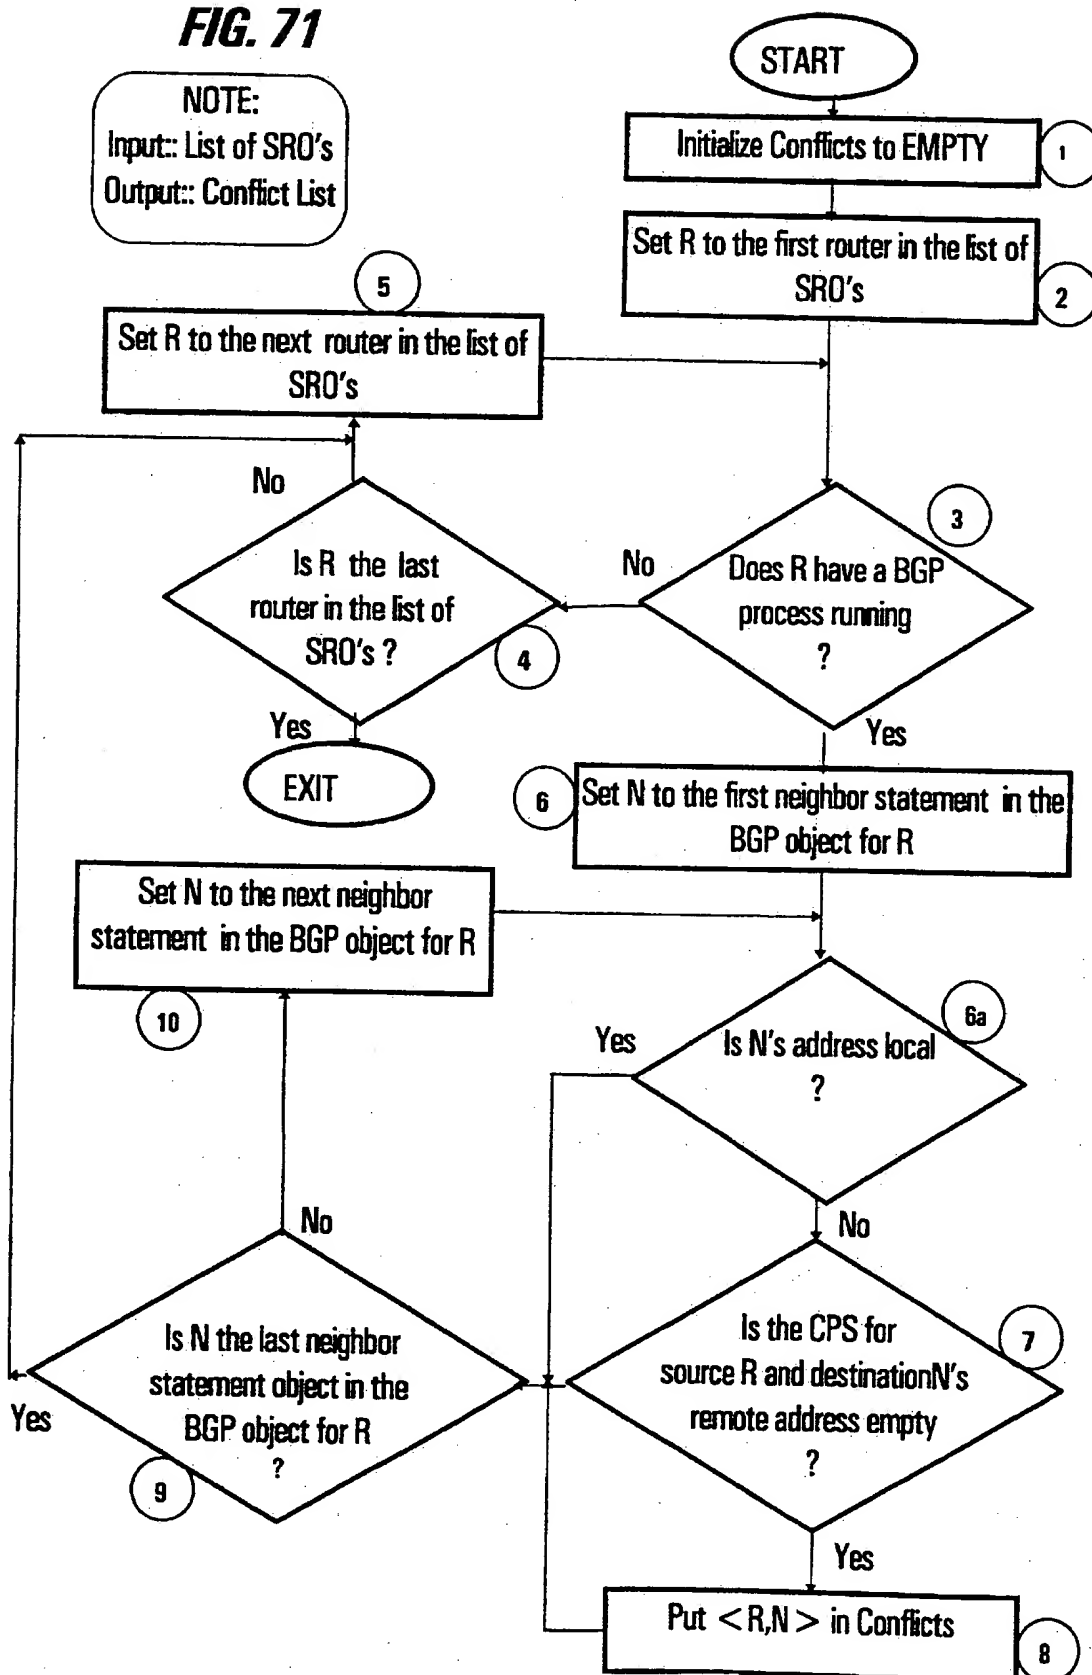 FIG. 71
NOTE:
Input:: List of SRO's
Output:: Conflict List
START
Initialize Conflicts to EMPTY
1
Set R to the first router in the list of
SRO's
2
5
Set R to the next router in the list of
SRO's
No
Is R the last
router in the list of
SRO's ?
4
Yes
EXIT
3
No
Does R have a BGP
process running
?
Yes
6
Set N to the first neighbor statement in the
BGP object for R
Set N to the next neighbor
statement in the BGP object for R
10
6a
Yes
Is N's address local
?
No
No
Is N the last neighbor
statement object in the
BGP object for R
?
Yes
9
Is the CPS for
source R and destinationN's
remote address empty
?
7
Yes
Put <R,N> in Conflicts
8